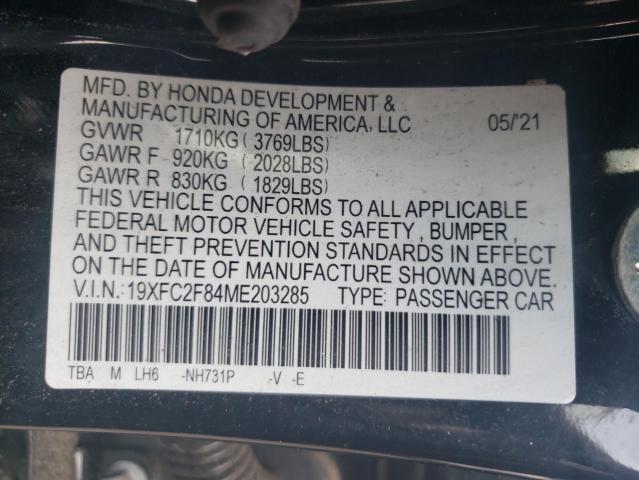 MFD. BY HONDA DEVELOPMENT &
MANUFACTURING OF AMERICA, LLC 05/'21
GVWR 1710KG ( 3769LBS)
GAWR F 920KG ( 2028LBS)
GAWR R 830KG ( 1829LBS)
THIS VEHICLE CONFORMS TO ALL APPLICABLE
FEDERAL MOTOR VEHICLE SAFETY , BUMPER ,
AND THEFT PREVENTION STANDARDS IN EFFECT
ON THE DATE OF MANUFACTURE SHOWN ABOVE.
V.I.N.:19XFC2F84ME203285 TYPE: PASSENGER CAR
TBA M LH6 -NH731P -V -E